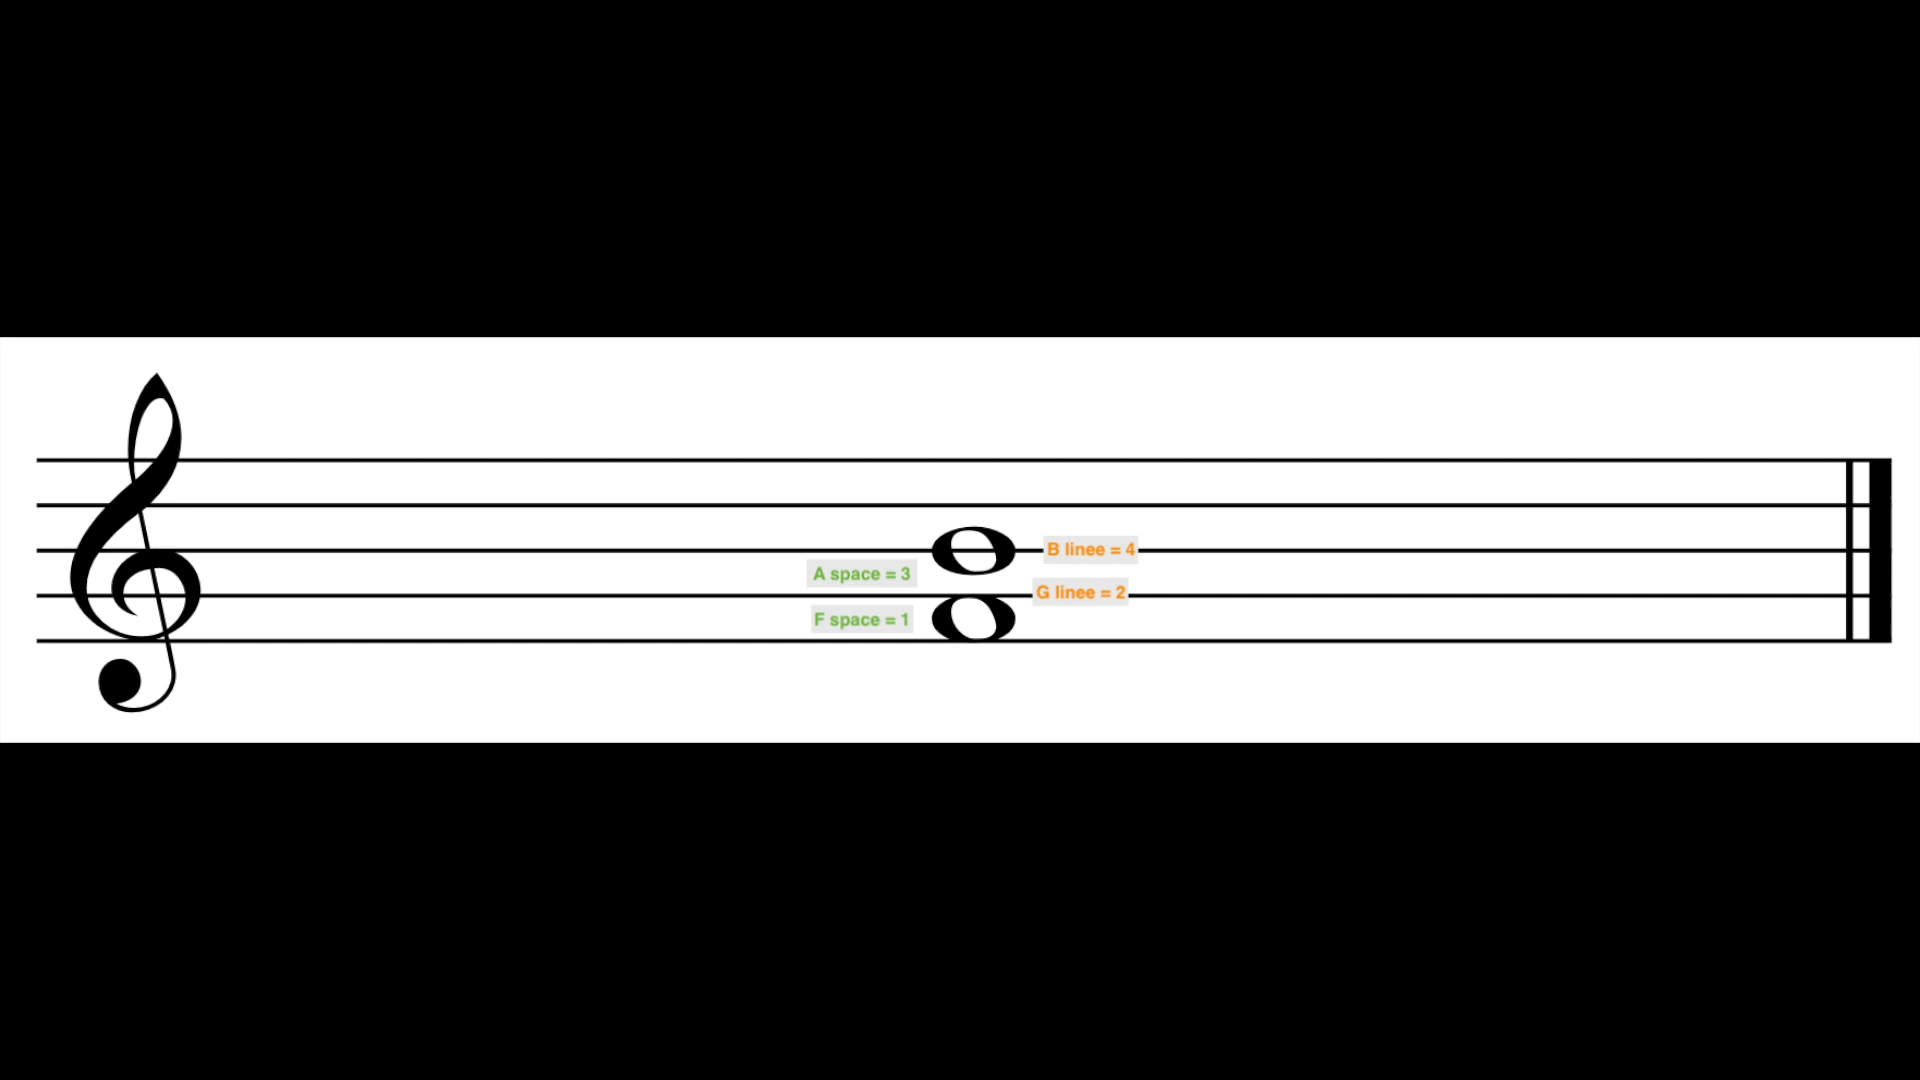 B linee = 4
A space = 3
G linee = 2
F space = 1